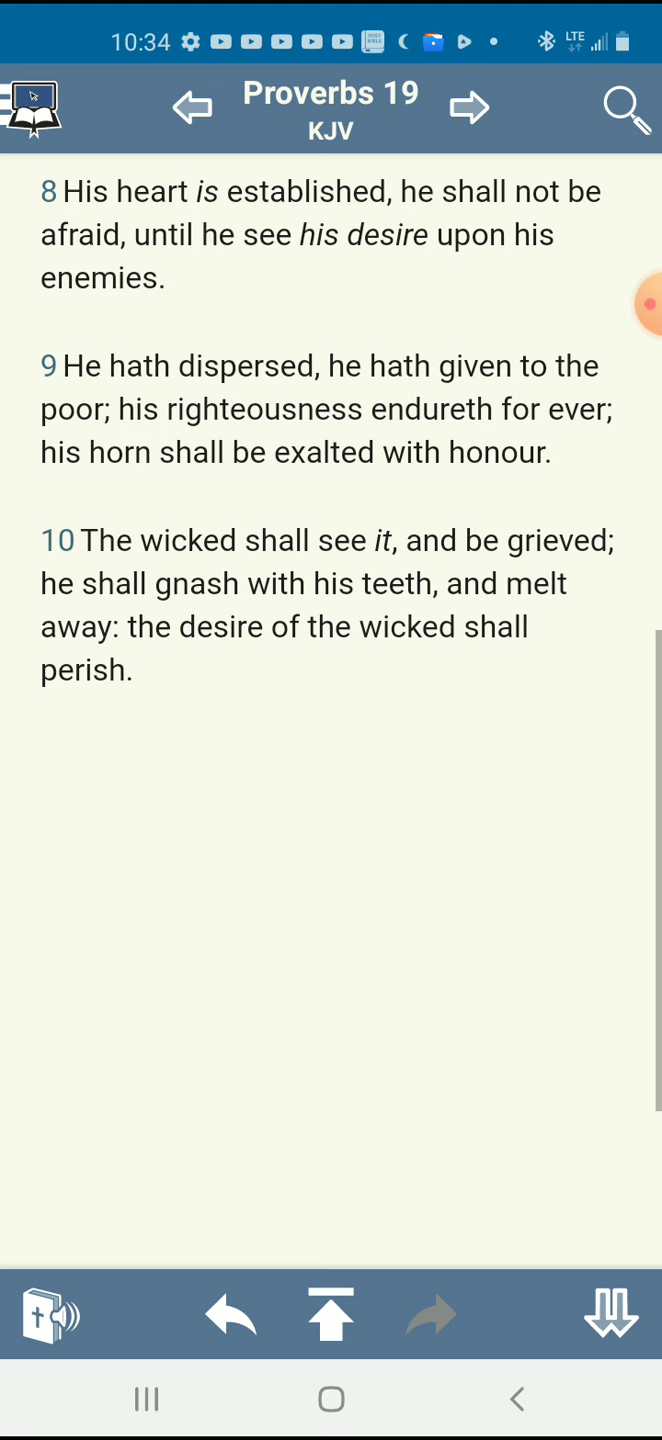 10:34
LTE
Proverbs 19
KJV
8 His heart is established, he shall not be
afraid, until he see his desire upon his
enemies.
9 He hath dispersed, he hath given to the
poor; his righteousness endureth for ever;
his horn shall be exalted with honour.
10 The wicked shall see it, and be grieved;
he shall gnash with his teeth, and melt
away: the desire of the wicked shall
perish.